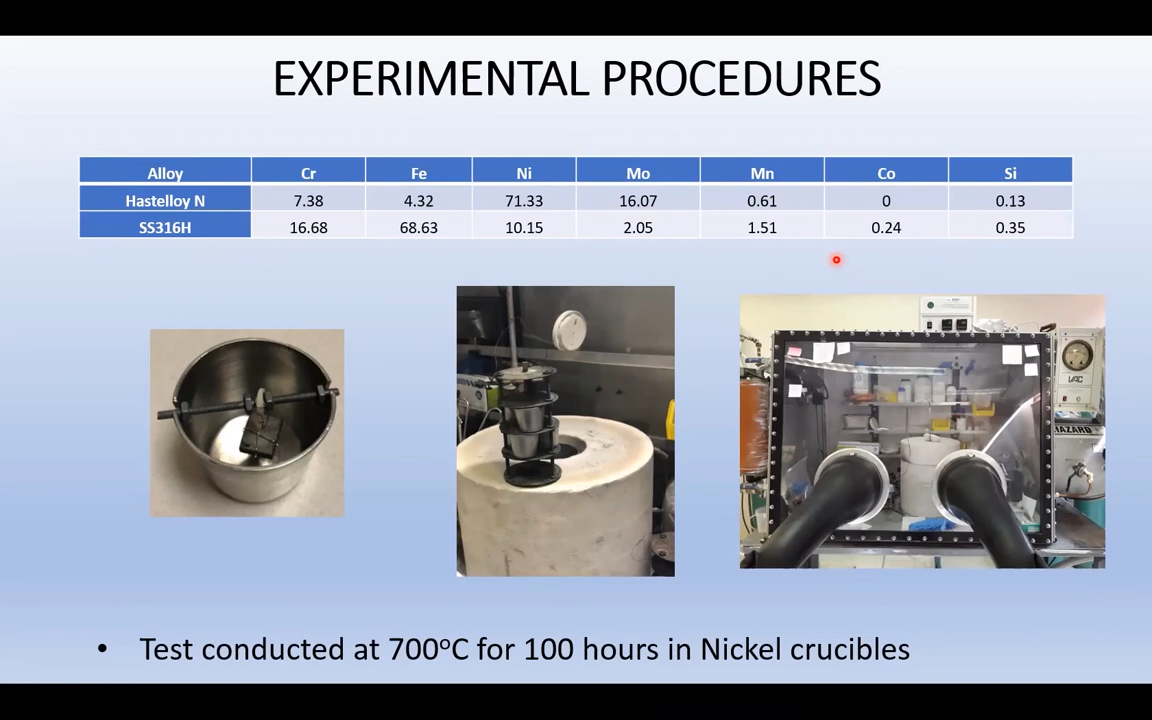 EXPERIMENTAL PROCEDURES
Alloy Cr Fe Ni Mo Mn Co Si
Hastelloy N 7.38 4.32 71.33 16.07 0.61 0 0.13
SS316H 16.68 68.63 10.15 2.05 1.51 0.24 0.35
VAC
HAZARD
• Test conducted at 700°C for 100 hours in Nickel crucibles